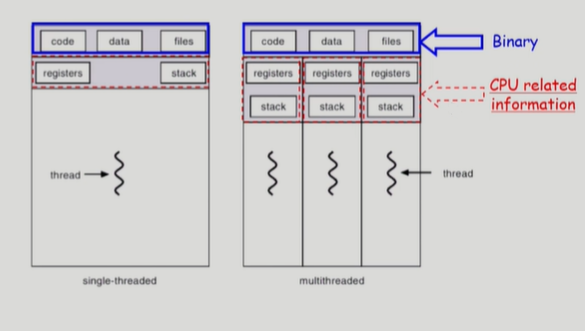 code data files
registers stack
thread
single-threaded
code data files
registers registers registers
stack stack stack
thread
multithreaded
Binary
CPU related
information